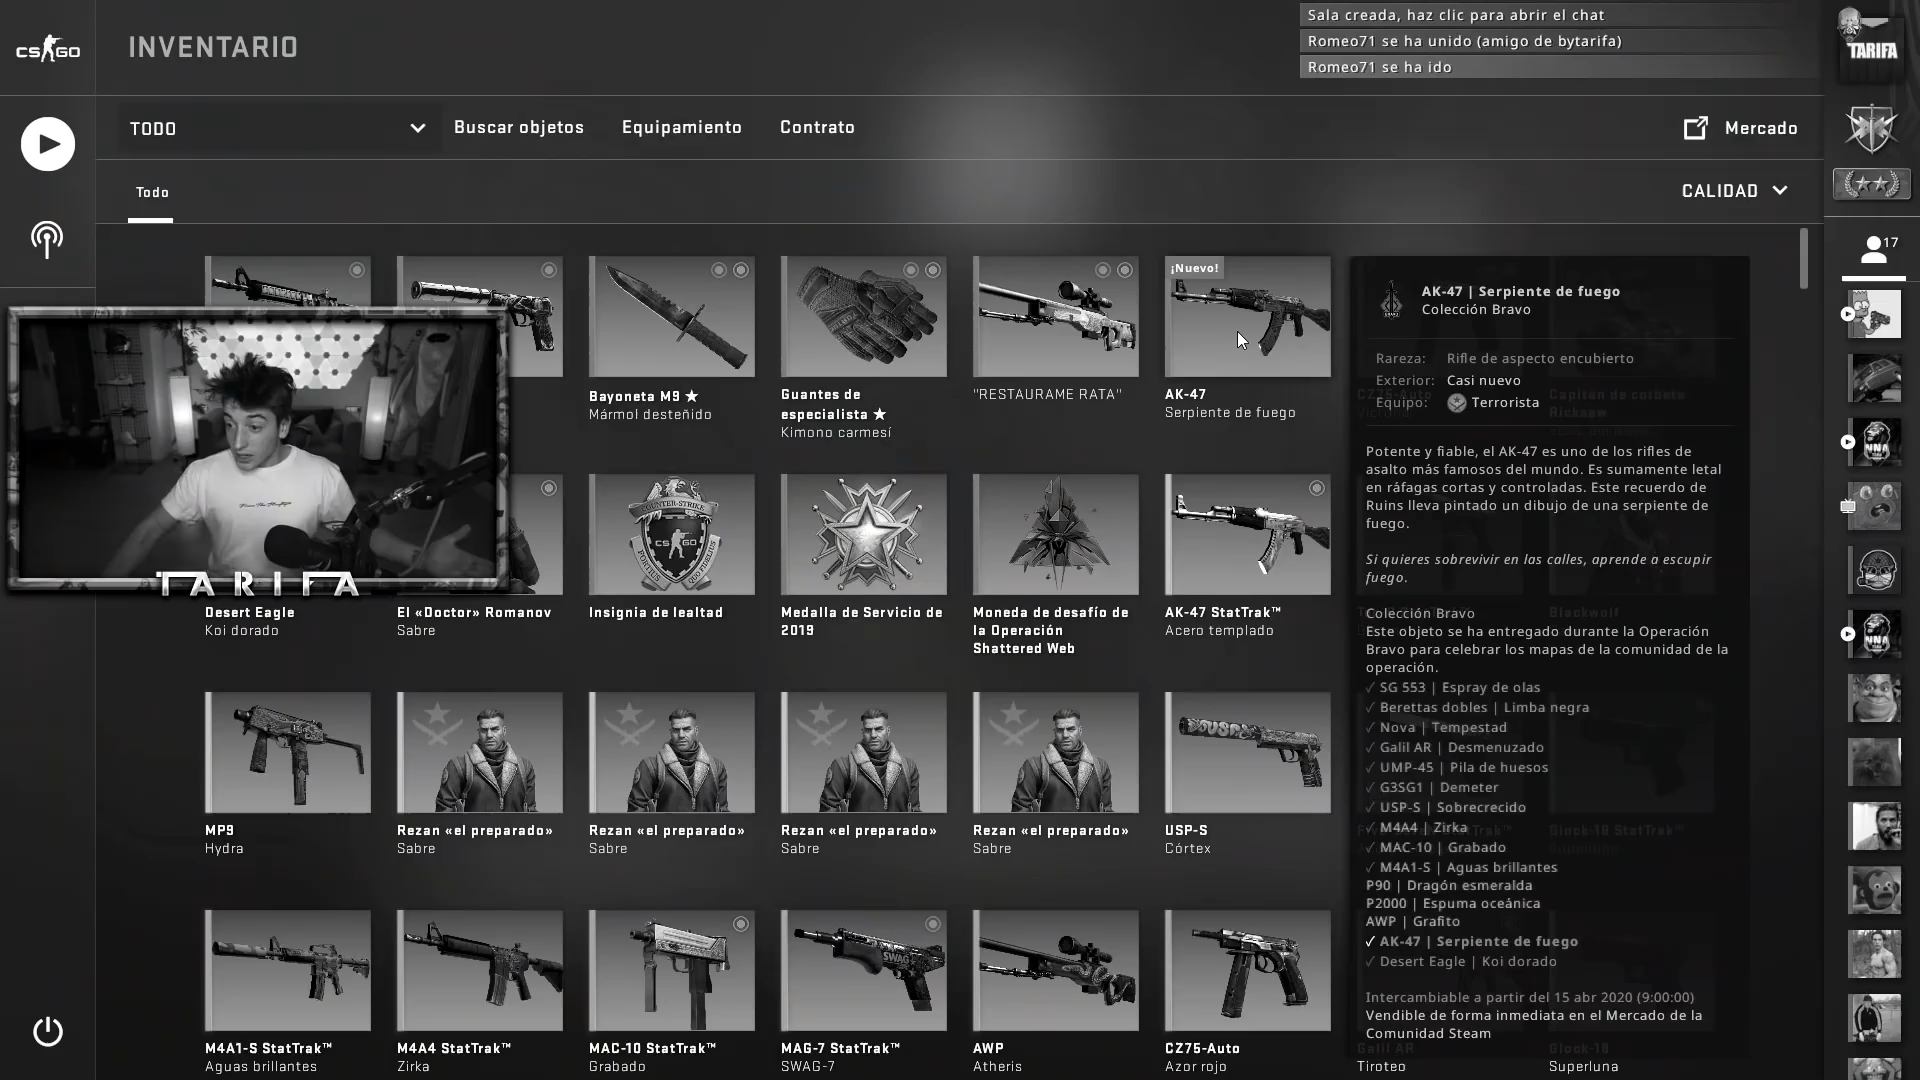 CS GO
INVENTARIO
Sala creada, haz clic para abrir el chat
Romeo71 se ha unido (amigo de bytarifa)
Romeo71 se ha ido
TARIFA
TODO
Buscar objetos
Equipamiento
Contrato
Mercado
Todo
CALIDAD
17
¡Nuevo!
Bayoneta M9 ★
Mármol desteñido
Guantes de
especialista ★
Kimono carmesí
"RESTAURAME RATA"
AK-47
Serpiente de fuego
TARIFA
COUNTER-STRIKE
CS GO
Desert Eagle
Koi dorado
El «Doctor» Romanov
Sabre
Insignia de lealtad
Medalla de Servicio de
2019
Moneda de desafío de
la Operación
Shattered Web
AK-47 StatTrak™
Acero templado
MP9
Hydra
Rezan «el preparado»
Sabre
Rezan «el preparado»
Sabre
Rezan «el preparado»
Sabre
Rezan «el preparado»
Sabre
USP-S
Córtex
SWAG
M4A1-S StatTrak™
Aguas brillantes
M4A4 StatTrak™
Zirka
MAC-10 StatTrak™
Grabado
MAG-7 StatTrak™
SWAG-7
AWP
Atheris
CZ75-Auto
Azor rojo
AK-47 | Serpiente de fuego
Colección Bravo
Rareza: Rifle de aspecto encubierto
Exterior: Casi nuevo
Equipo: Terrorista
Potente y fiable, el AK-47 es uno de los rifles de
asalto más famosos del mundo. Es sumamente letal
en ráfagas cortas y controladas. Este recuerdo de
Ruins lleva pintado un dibujo de una serpiente de
fuego.
Si quieres sobrevivir en las calles, aprende a escupir
fuego.
Colección Bravo
Este objeto se ha entregado durante la Operación
Bravo para celebrar los mapas de la comunidad de la
operación.
✓ SG 553 | Espray de olas
✓ Berettas dobles | Limba negra
✓ Nova | Tempestad
✓ Galil AR | Desmenuzado
✓ UMP-45 | Pila de huesos
✓ G3SG1 | Demeter
✓ USP-S | Sobrecrecido
✓ M4A4 | Zirka
✓ MAC-10 | Grabado
✓ M4A1-S | Aguas brillantes
P90 | Dragón esmeralda
P2000 | Espuma oceánica
AWP | Grafito
✓ AK-47 | Serpiente de fuego
✓ Desert Eagle | Koi dorado
Intercambiable a partir del 15 abr 2020 (9:00:00)
Vendible de forma inmediata en el Mercado de la
Comunidad Steam
Galil AR
Tiroteo
Glock-18
Superluna